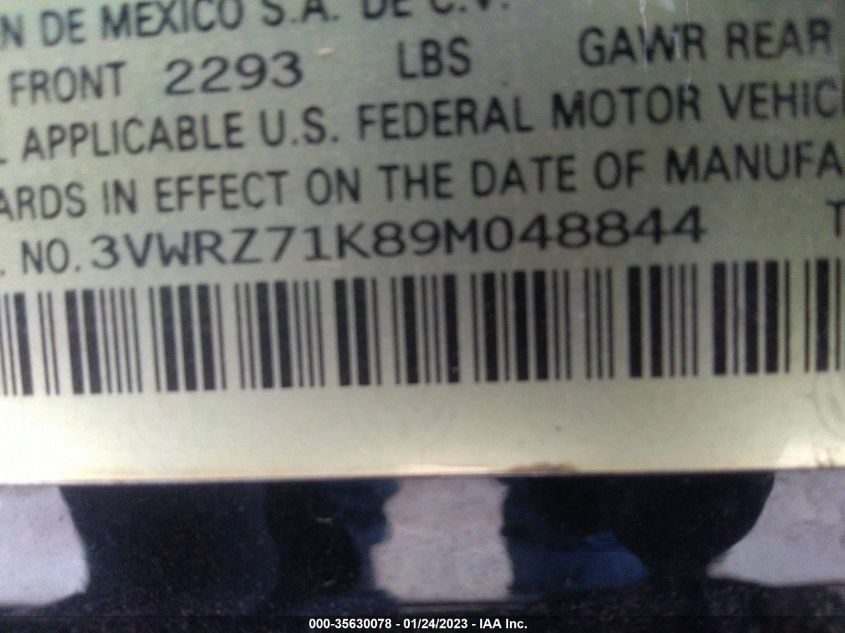 N DE MEXICO S.A. DE C.V.
FRONT 2293 LBS GAWR REAR
APPLICABLE U.S. FEDERAL MOTOR VEHIC
ARDS IN EFFECT ON THE DATE OF MANUFA
. NO. 3VWRZ71K89M048844 T
000-35630078 - 01/24/2023 - IAA Inc.